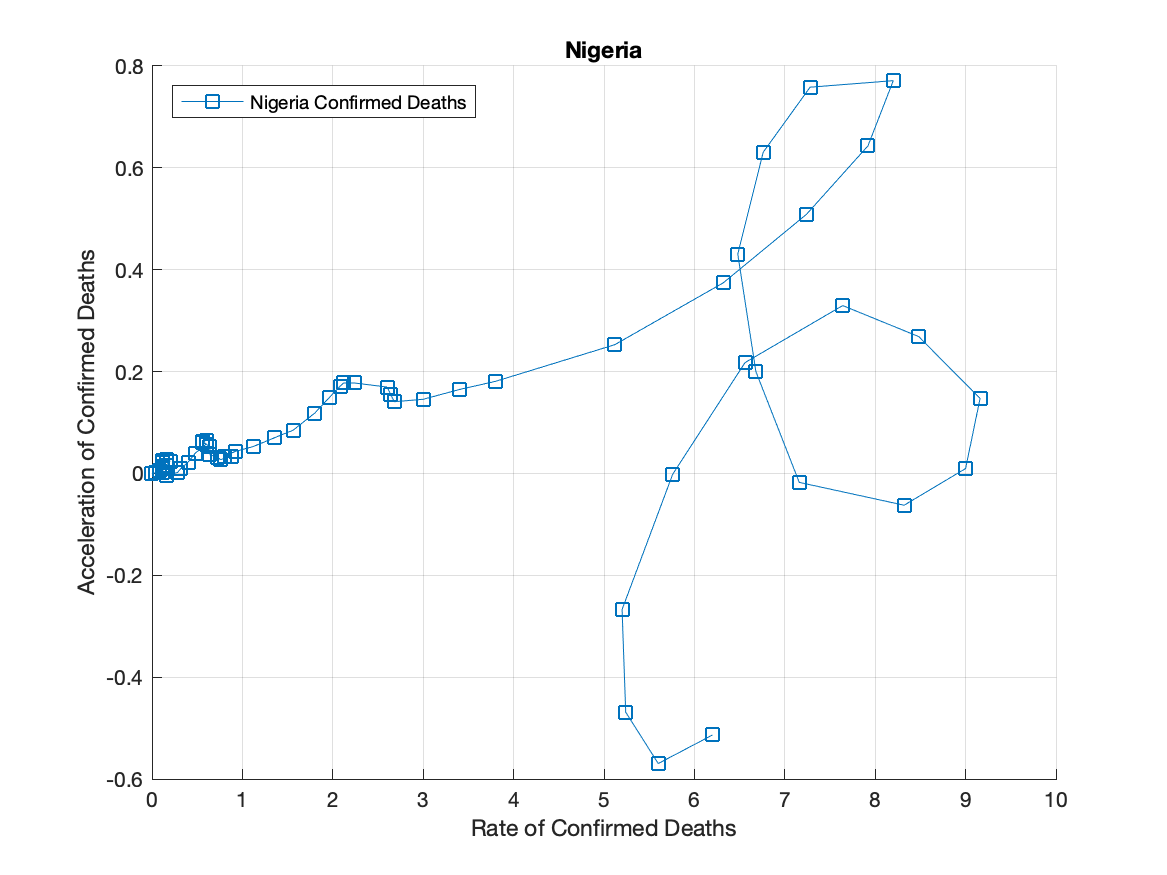 Nigeria
Nigeria Confirmed Deaths
0.8
0.6
0.4
0.2
0
-0.2
-0.4
-0.6
Acceleration of Confirmed Deaths
0 1 2 3 4 5 6 7 8 9 10
Rate of Confirmed Deaths